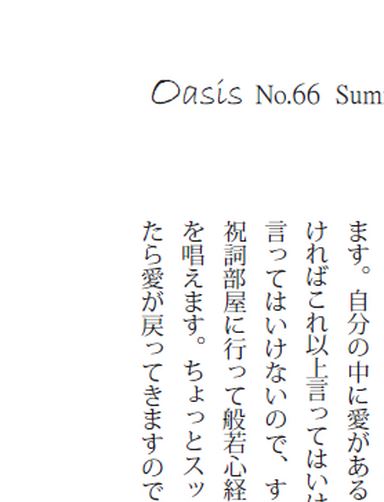 Oasis No.66 Sum
ます。自分の中に愛がある
ければこれ以上言ってはいけ
言ってはいけないので、す
祝詞部屋に行って般若心経
を唱えます。ちょっとスッ
たら愛が戻ってきますので